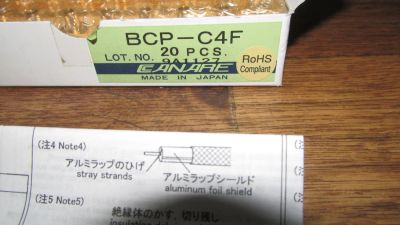 BCP-C4F
20 PCS.
LOT. NO. 9A1127
CANARE
MADE IN JAPAN
RoHS
Compliant
(注4 Note4)
アルミラップのひげ
stray strands
アルミラップシールド
aluminum foil shield
(注5 Note5)
絶縁体のかす, 切り残し